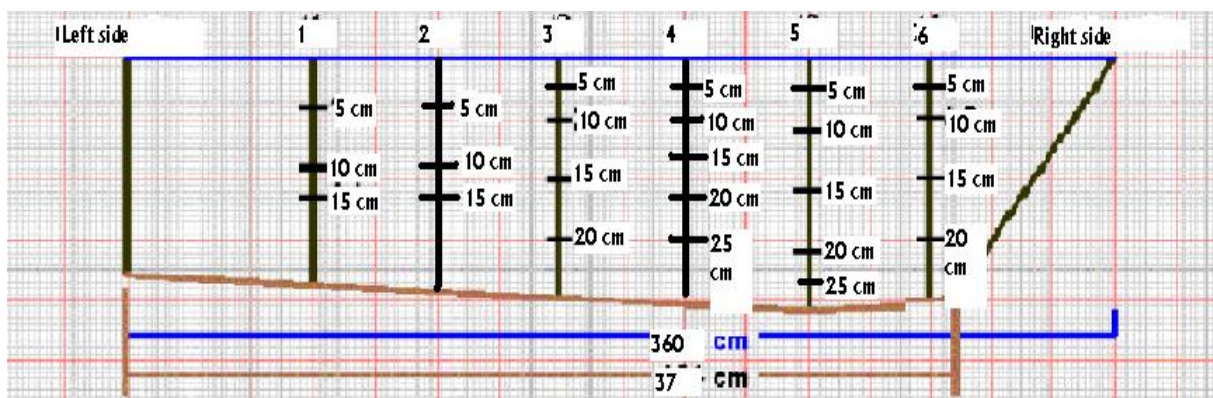 Left side 1 2 3 4 5 6 Right side
5 cm 5 cm 5 cm 5 cm 5 cm 5 cm
10 cm 10 cm 10 cm 10 cm 10 cm 10 cm
15 cm 15 cm 15 cm 15 cm 15 cm 15 cm
20 cm 20 cm 20 cm 20 cm
25 cm 25 cm
360 cm
37 cm